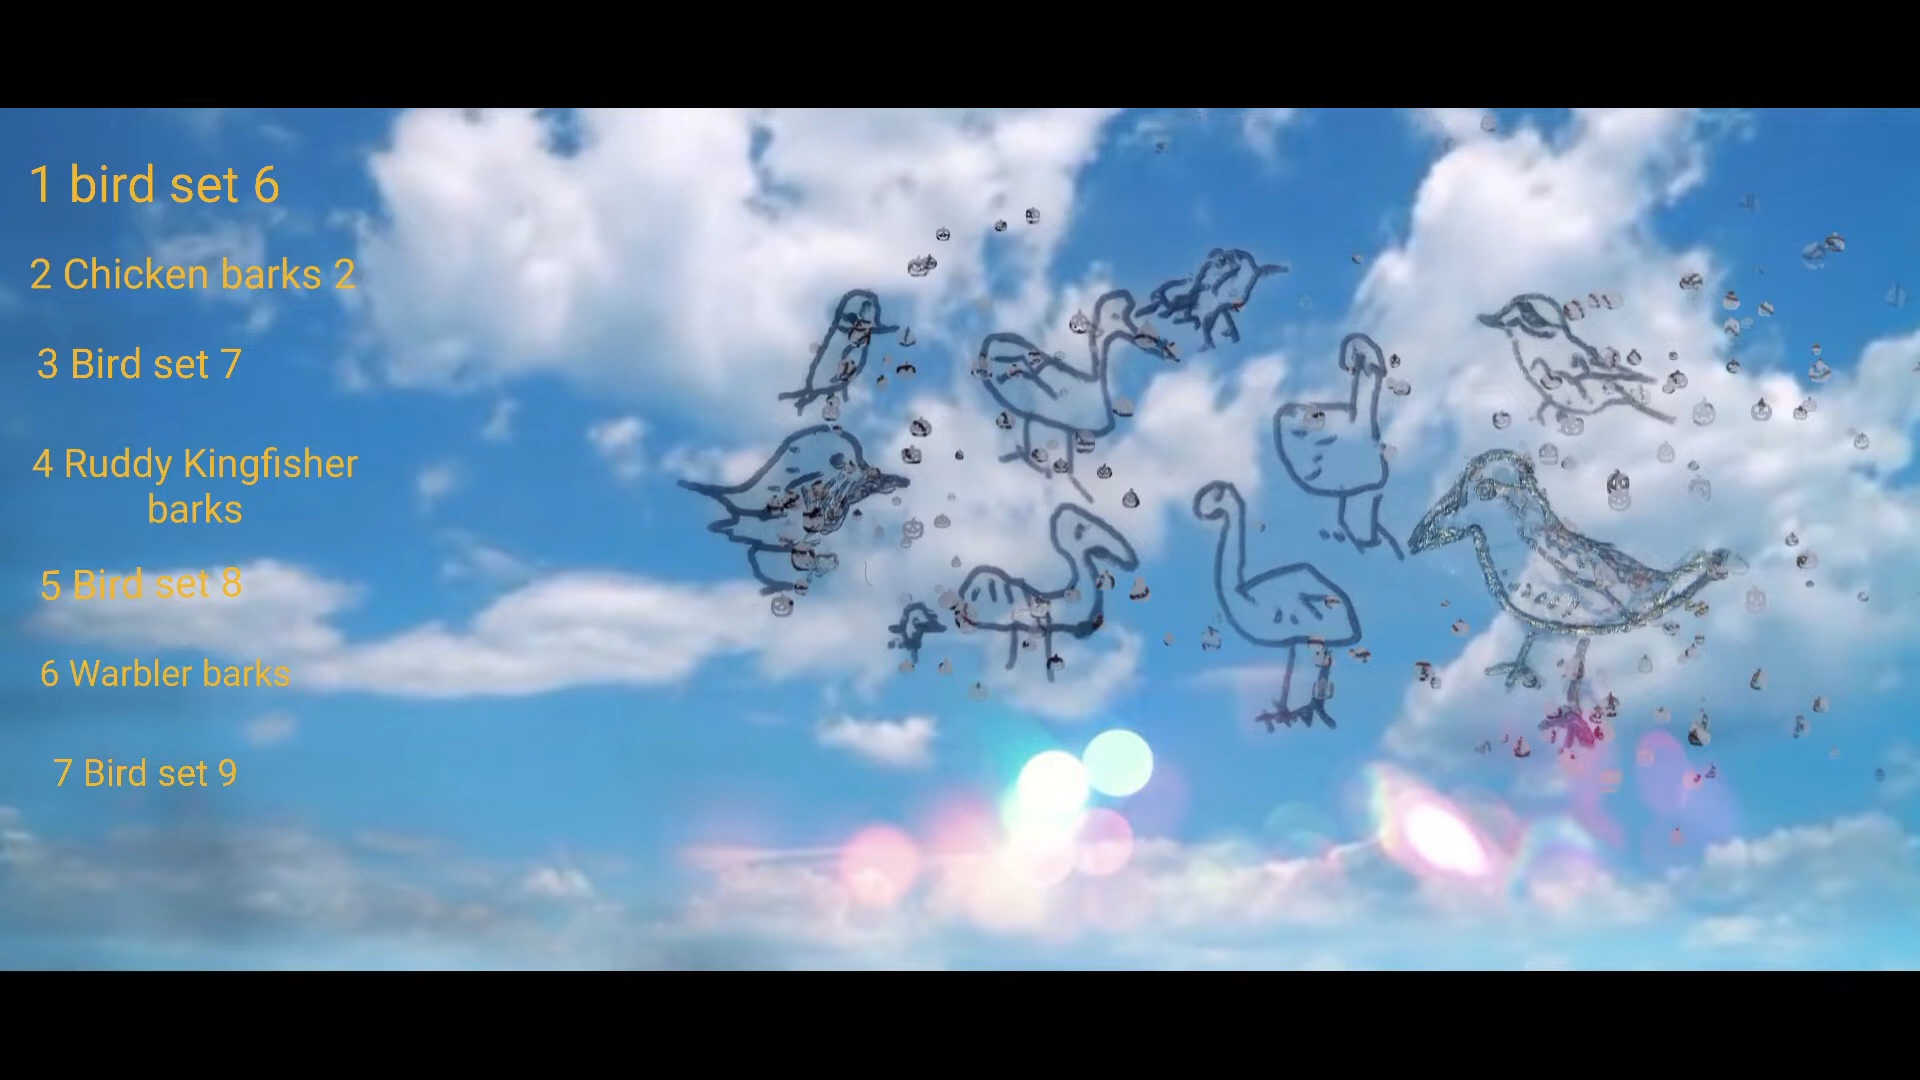 1 bird set 6
2 Chicken barks 2
3 Bird set 7
4 Ruddy Kingfisher
barks
5 Bird set 8
6 Warbler barks
7 Bird set 9